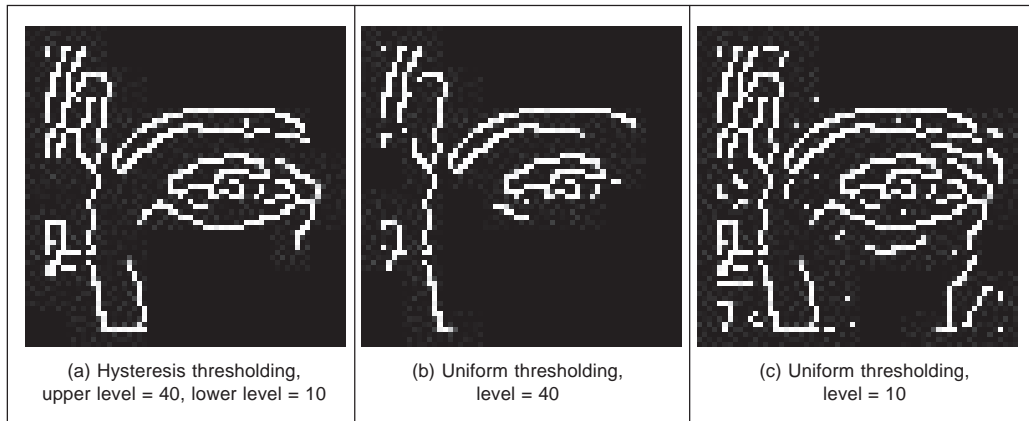 (a) Hysteresis thresholding,
upper level = 40, lower level = 10
(b) Uniform thresholding,
level = 40
(c) Uniform thresholding,
level = 10